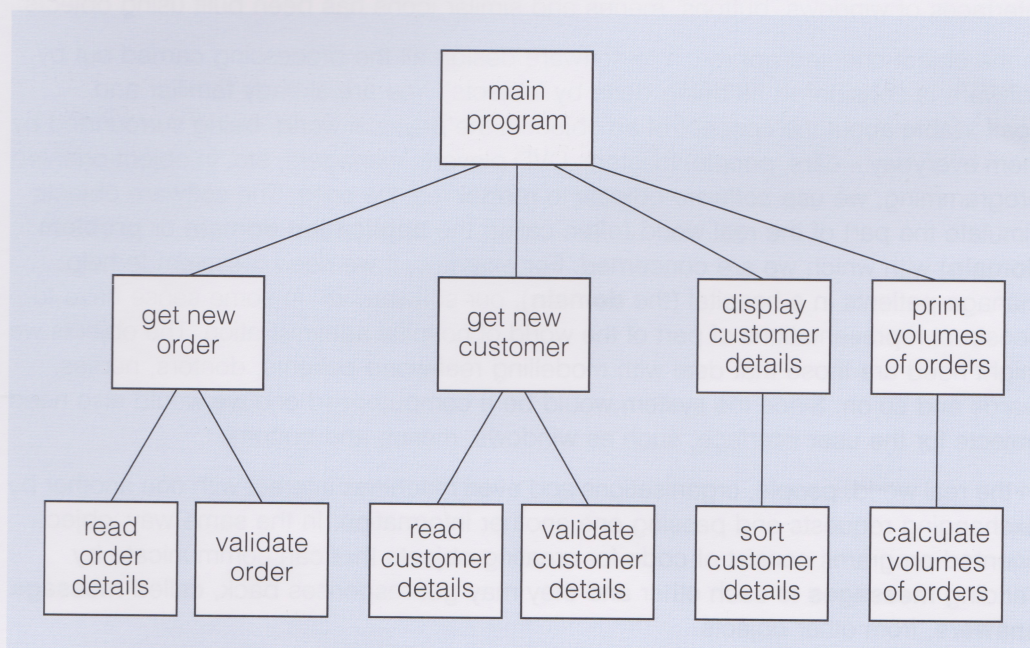 main
program
get new
order
get new
customer
display
customer
details
print
volumes
of orders
read
order
details
validate
order
read
customer
details
validate
customer
details
sort
customer
details
calculate
volumes
of orders